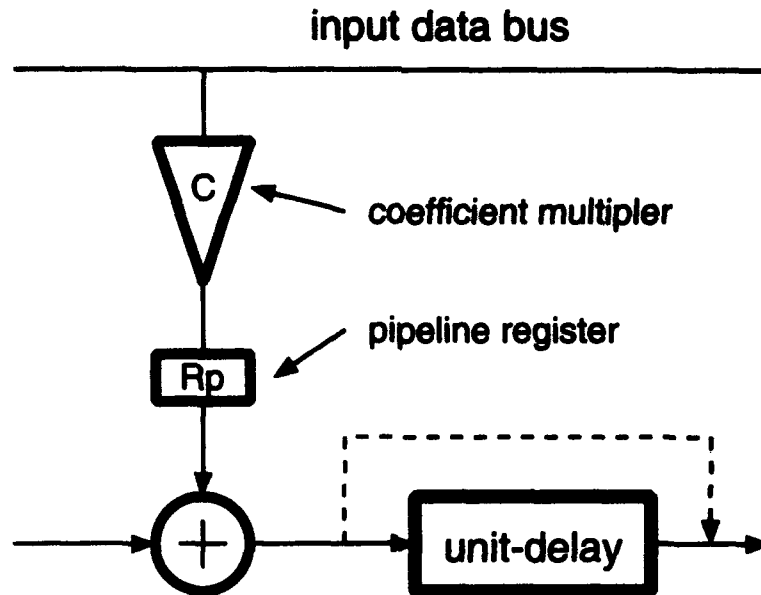 input data bus
C
coefficient multipler
pipeline register
Rp
+
unit-delay